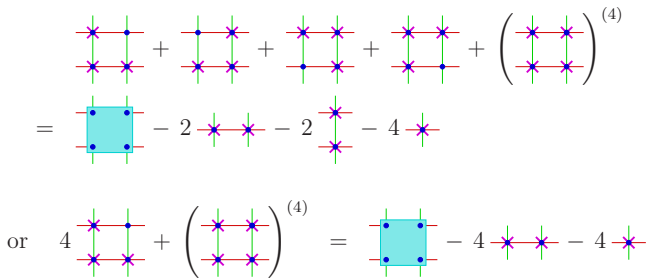 + + + + ( )(4)
= − 2 − 2 − 4
or 4 + ( )(4) = − 4 − 4